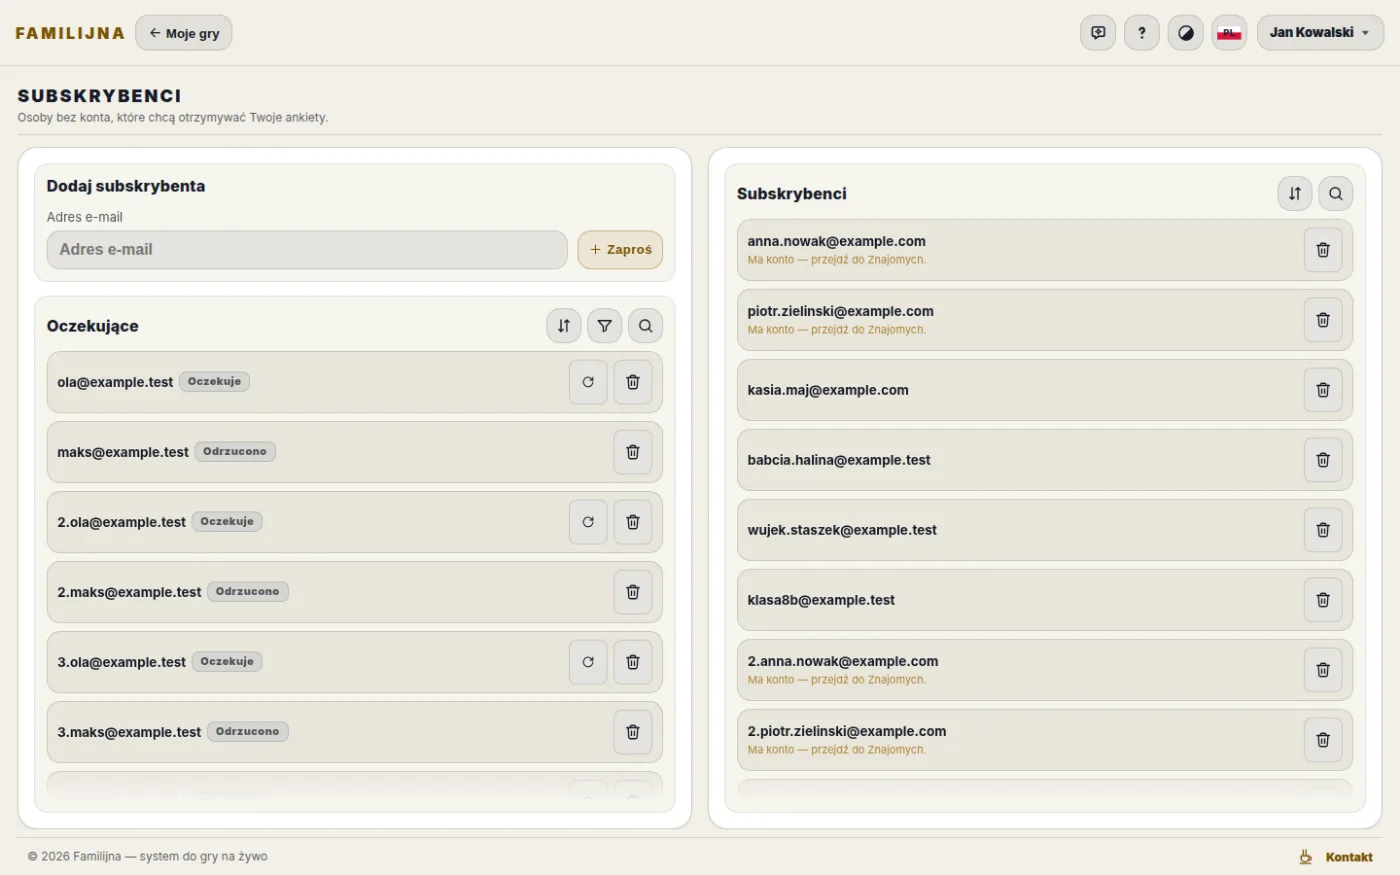 FAMILIJNA
← Moje gry
?
PL
Jan Kowalski
SUBSKRYBENCI
Osoby bez konta, które chcą otrzymywać Twoje ankiety.
Dodaj subskrybenta
Adres e-mail
Adres e-mail
+ Zaproś
Oczekujące
ola@example.test Oczekuje
maks@example.test Odrzucono
2.ola@example.test Oczekuje
2.maks@example.test Odrzucono
3.ola@example.test Oczekuje
3.maks@example.test Odrzucono
Subskrybenci
anna.nowak@example.com
Ma konto — przejdź do Znajomych.
piotr.zielinski@example.com
Ma konto — przejdź do Znajomych.
kasia.maj@example.com
babcia.halina@example.test
wujek.staszek@example.test
klasa8b@example.test
2.anna.nowak@example.com
Ma konto — przejdź do Znajomych.
2.piotr.zielinski@example.com
Ma konto — przejdź do Znajomych.
© 2026 Familijna — system do gry na żywo
Kontakt